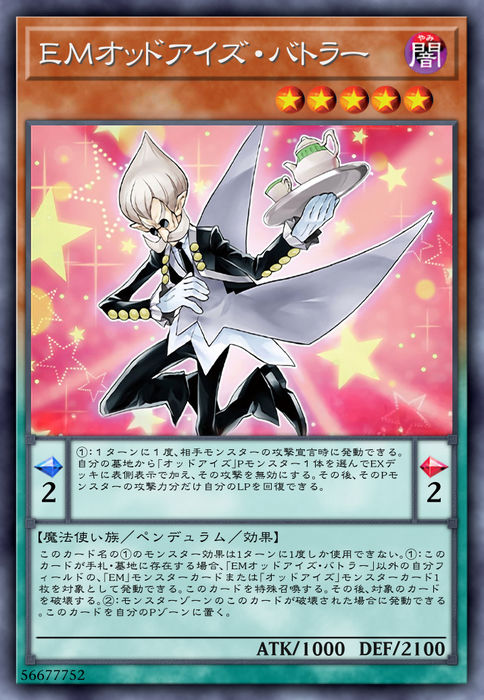 EMオッドアイズ・バトラー
やみ
闇
①:1ターンに1度、相手モンスターの攻撃宣言時に発動できる。
自分の墓地から「オッドアイズ」Pモンスター1体を選んでEXデ
ッキに表側表示で加え、その攻撃を無効にする。その後、そのPモ
ンスターの攻撃力分だけ自分のLPを回復できる。
2
2
【魔法使い族/ペンデュラム/効果】
このカード名の①のモンスター効果は1ターンに1度しか使用できない。①:この
カードが手札・墓地に存在する場合、「EMオッドアイズ・バトラー」以外の自分フ
ィールドの、「EM」モンスターカードまたは「オッドアイズ」モンスターカード1
枚を対象として発動できる。このカードを特殊召喚する。その後、対象のカード
を破壊する。②:モンスターゾーンのこのカードが破壊された場合に発動できる
。このカードを自分のPゾーンに置く。
ATK/1000 DEF/2100
56677752